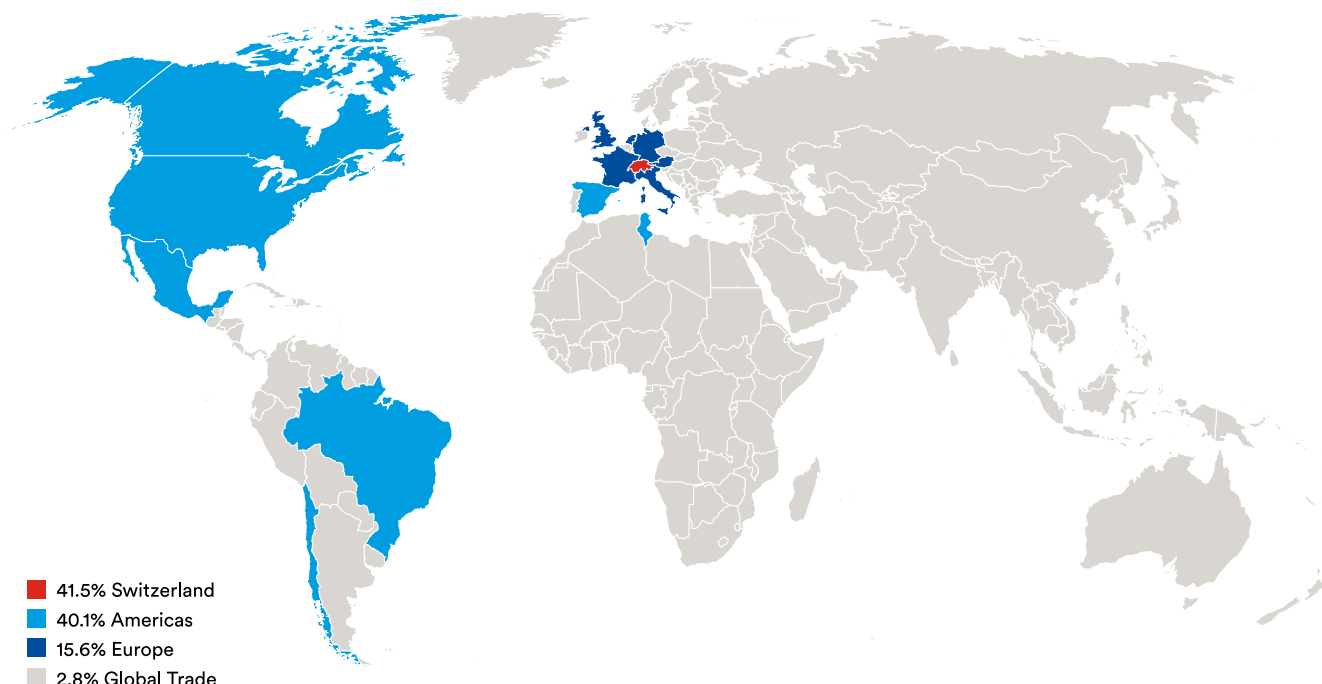 41.5% Switzerland
40.1% Americas
15.6% Europe
2.8% Global Trade